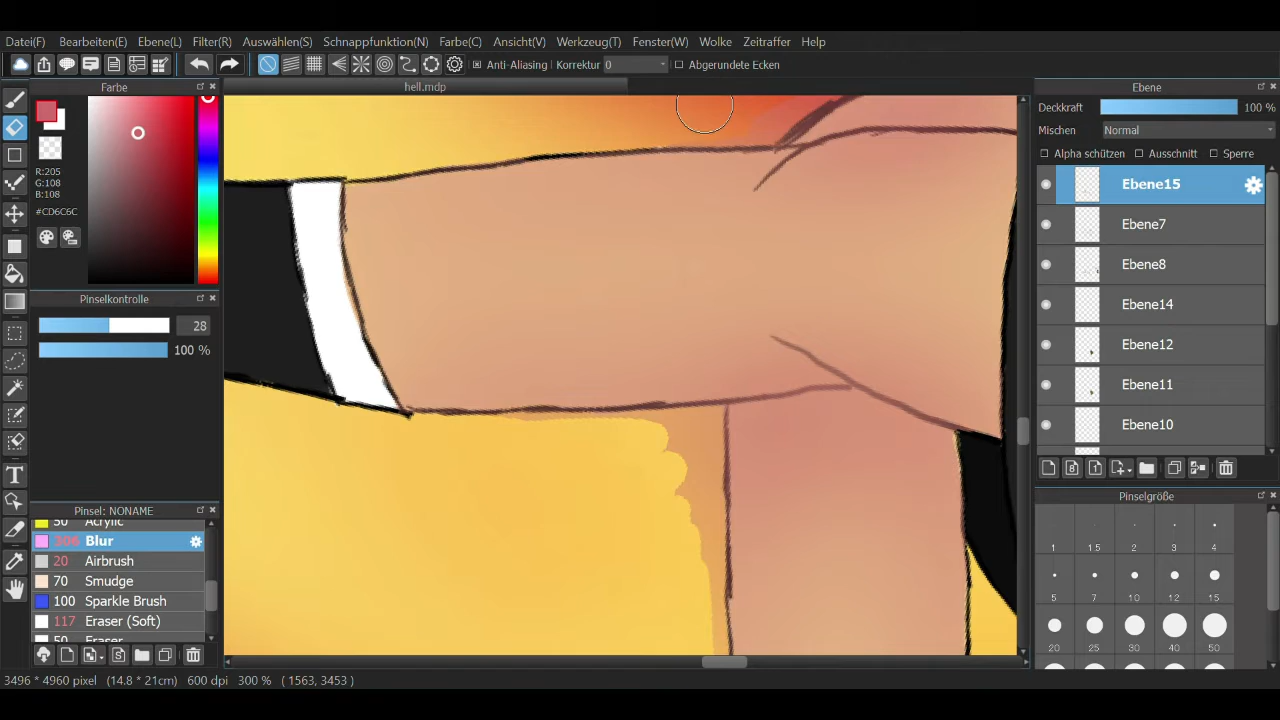 Datei(F) Bearbeiten(E) Ebene(L) Filter(R) Auswählen(S) Schnappfunktion(N) Farbe(C) Ansicht(V) Werkzeug(T) Fenster(W) Wolke Zeitraffer Help
Anti-Aliasing Korrektur 0 Abgerundete Ecken
Farbe
hell.mdp
Ebene
Deckkraft 100 %
Mischen Normal
Alpha schützen Ausschnitt Sperre
R:205
G:108
B:108
#CD6C6C
Ebene15
Ebene7
Ebene8
Ebene14
Ebene12
Ebene11
Ebene10
Pinselkontrolle
28
100 %
Pinsel: NONAME
50 Acrylic
306 Blur
20 Airbrush
70 Smudge
100 Sparkle Brush
117 Eraser (Soft)
50 Eraser
Pinselgröße
1 1.5 2 3 4
5 7 10 12 15
20 25 30 40 50
3496 * 4960 pixel (14.8 * 21cm) 600 dpi 300 % ( 1563, 3453 )